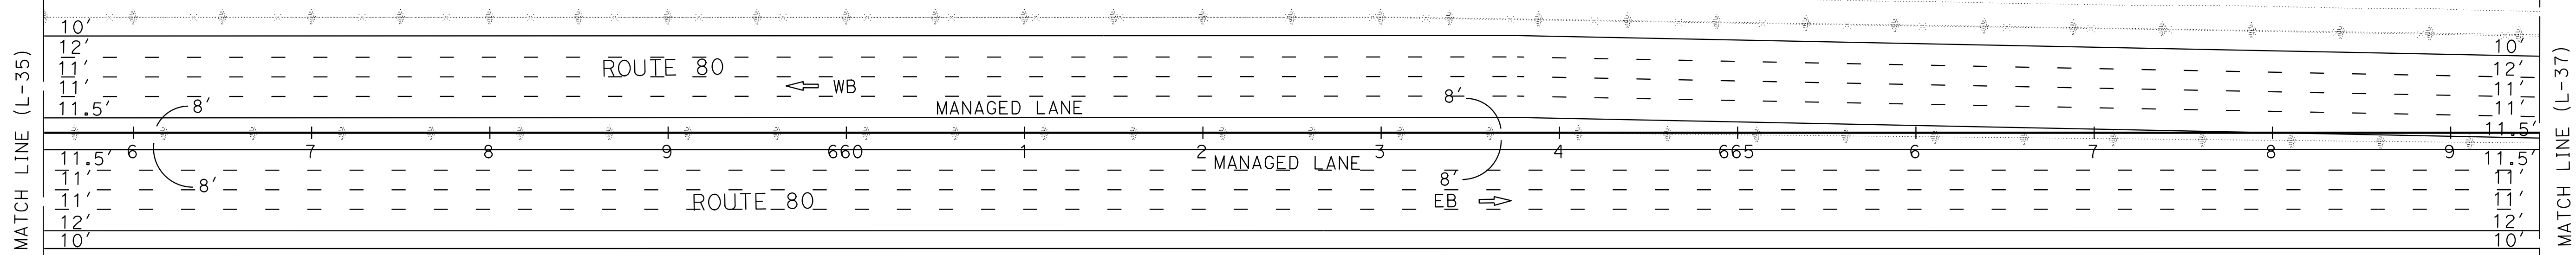 MATCH LINE (L-35)
10'
12'
11'
11'
11.5'
8'
ROUTE 80
WB
MANAGED LANE
8'
10'
12'
11'
11'
11.5'
MATCH LINE (L-37)
6 7 8 9 660 1 2 3 4 665 6 7 8 9
11.5'
11'
11'
12'
10'
8'
ROUTE 80
MANAGED LANE
8'
EB
11.5'
11'
11'
12'
10'